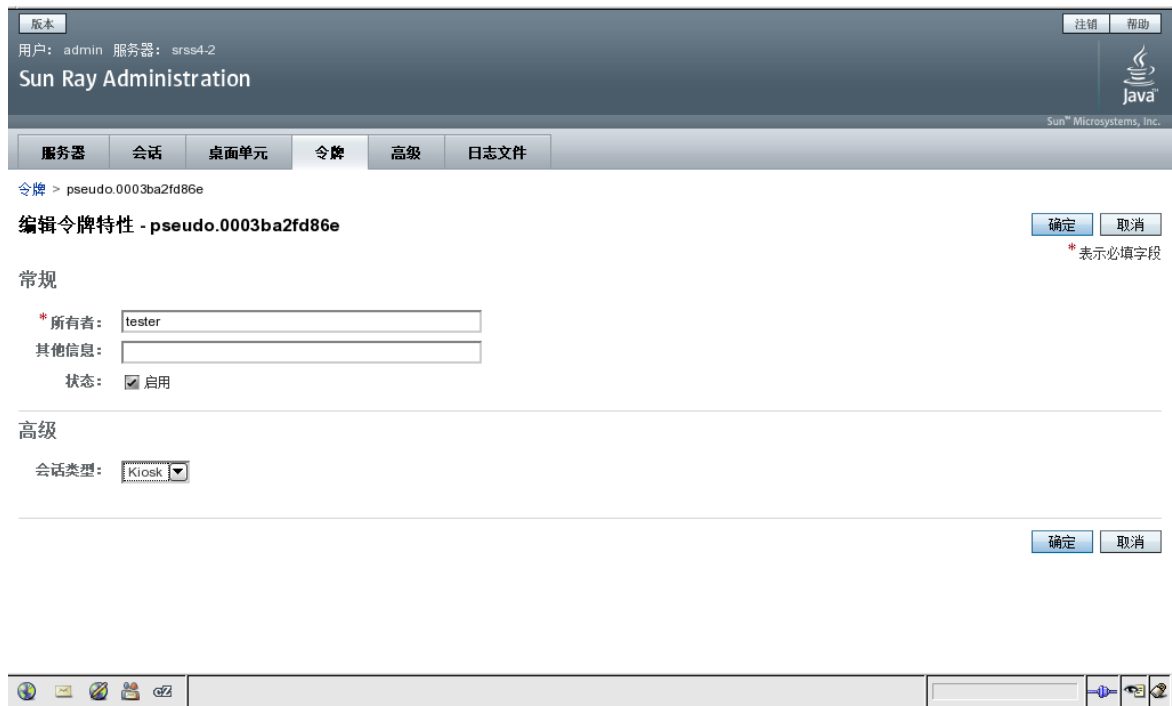 版本
注销 帮助
用户: admin 服务器: srss4-2
Sun Ray Administration
Java™
Sun™ Microsystems, Inc.
服务器 会话 桌面单元 令牌 高级 日志文件
令牌 > pseudo.0003ba2fd86e
编辑令牌特性 - pseudo.0003ba2fd86e
确定 取消
* 表示必填字段
常规
* 所有者: tester
其他信息:
状态: 启用
高级
会话类型: Kiosk
确定 取消